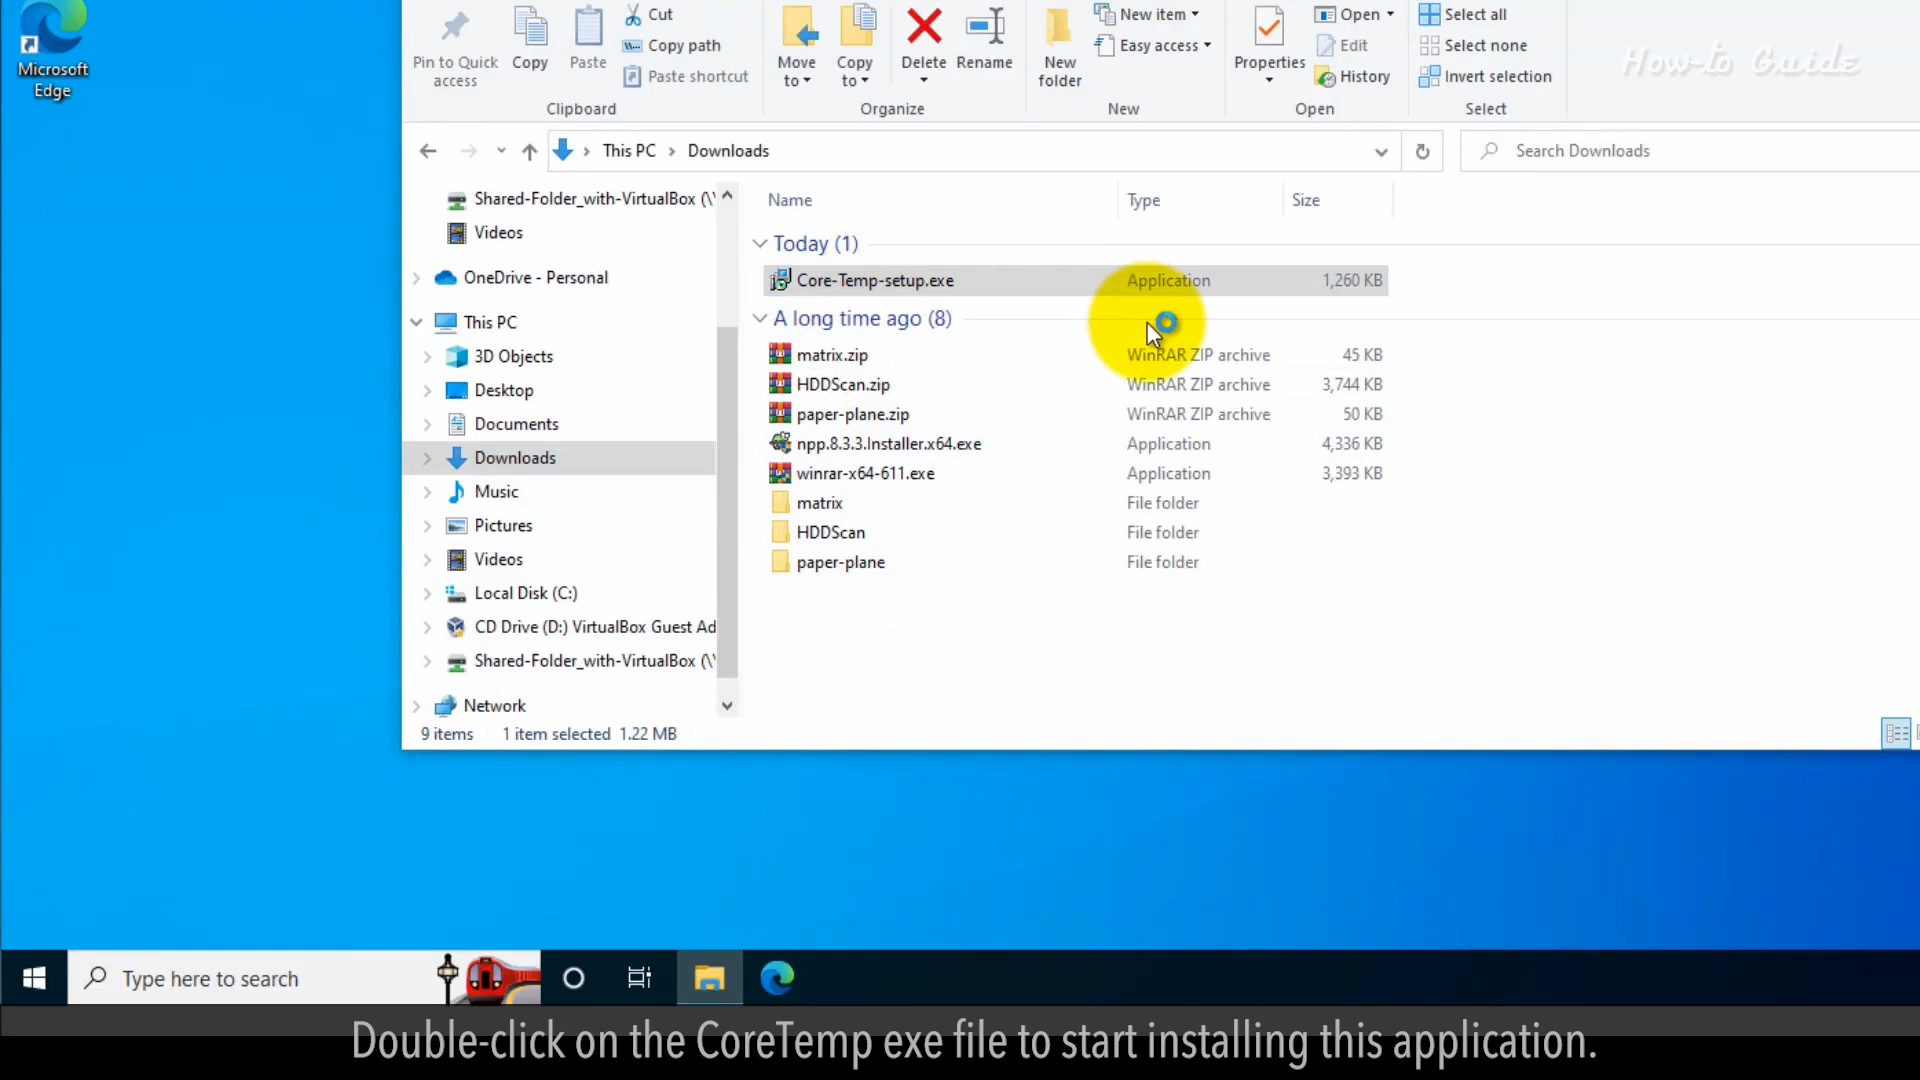 Microsoft
Edge
Pin to Quick
access
Copy
Paste
Cut
Copy path
Paste shortcut
Clipboard
Move
to
Copy
to
Delete
Rename
Organize
New
folder
New item
Easy access
New
Properties
Open
Edit
History
Open
Select all
Select none
Invert selection
Select
How-to Guide
This PC > Downloads
Search Downloads
Shared-Folder_with-VirtualBox (\\
Videos
OneDrive - Personal
This PC
3D Objects
Desktop
Documents
Downloads
Music
Pictures
Videos
Local Disk (C:)
CD Drive (D:) VirtualBox Guest Ad
Shared-Folder_with-VirtualBox (\\
Network
Name Type Size
Today (1)
Core-Temp-setup.exe Application 1,260 KB
A long time ago (8)
matrix.zip WinRAR ZIP archive 45 KB
HDDScan.zip WinRAR ZIP archive 3,744 KB
paper-plane.zip WinRAR ZIP archive 50 KB
npp.8.3.3.Installer.x64.exe Application 4,336 KB
winrar-x64-611.exe Application 3,393 KB
matrix File folder
HDDScan File folder
paper-plane File folder
9 items 1 item selected 1.22 MB
Type here to search
Double-click on the CoreTemp exe file to start installing this application.